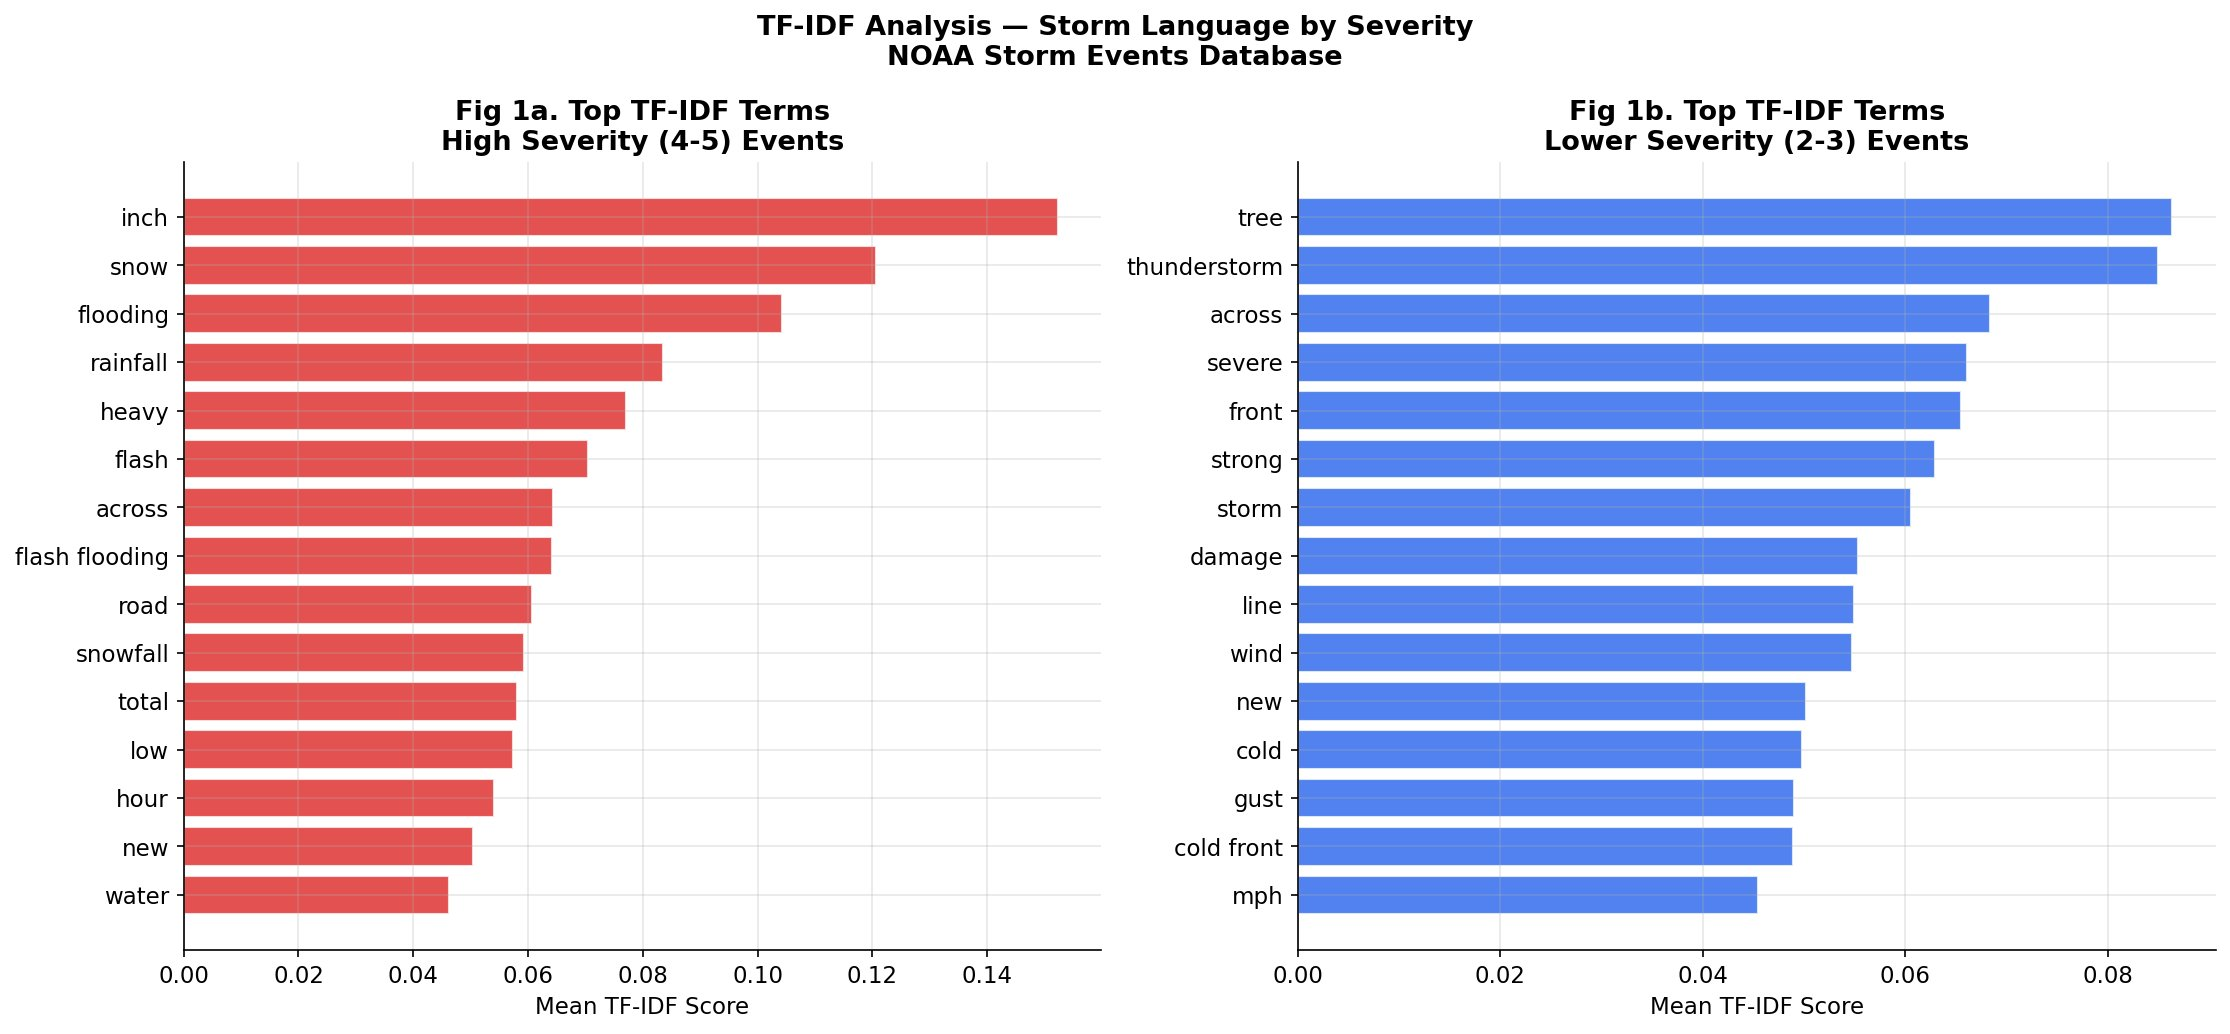 TF-IDF Analysis — Storm Language by Severity
NOAA Storm Events Database
Fig 1a. Top TF-IDF Terms
High Severity (4-5) Events
inch
snow
flooding
rainfall
heavy
flash
across
flash flooding
road
snowfall
total
low
hour
new
water
0.00 0.02 0.04 0.06 0.08 0.10 0.12 0.14
Mean TF-IDF Score
Fig 1b. Top TF-IDF Terms
Lower Severity (2-3) Events
tree
thunderstorm
across
severe
front
strong
storm
damage
line
wind
new
cold
gust
cold front
mph
0.00 0.02 0.04 0.06 0.08
Mean TF-IDF Score